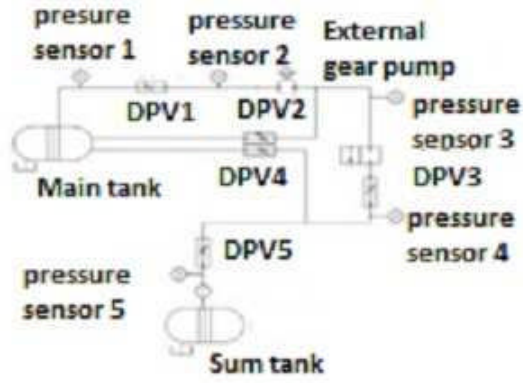 presure
sensor 1
pressure
sensor 2
External
gear pump
DPV1
DPV2
pressure
sensor 3
Main tank
DPV4
DPV3
pressure
sensor 4
DPV5
pressure
sensor 5
Sum tank